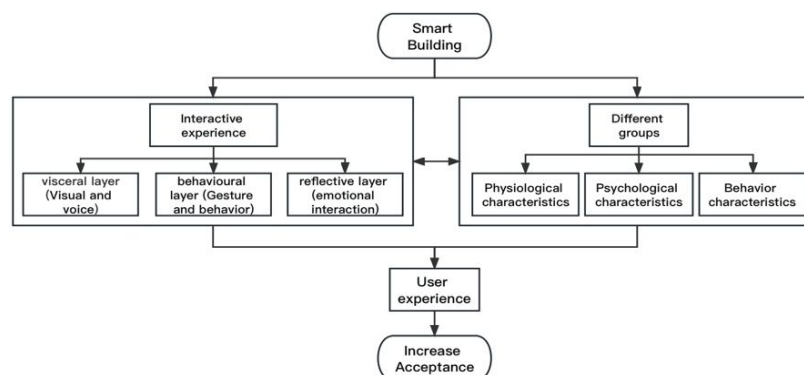 Smart
Building
Interactive
experience
Different
groups
visceral layer
(Visual and
voice)
behavioural
layer (Gesture
and behavior)
reflective layer
(emotional
interaction)
Physiological
characteristics
Psychological
characteristics
Behavior
characteristics
User
experience
Increase
Acceptance